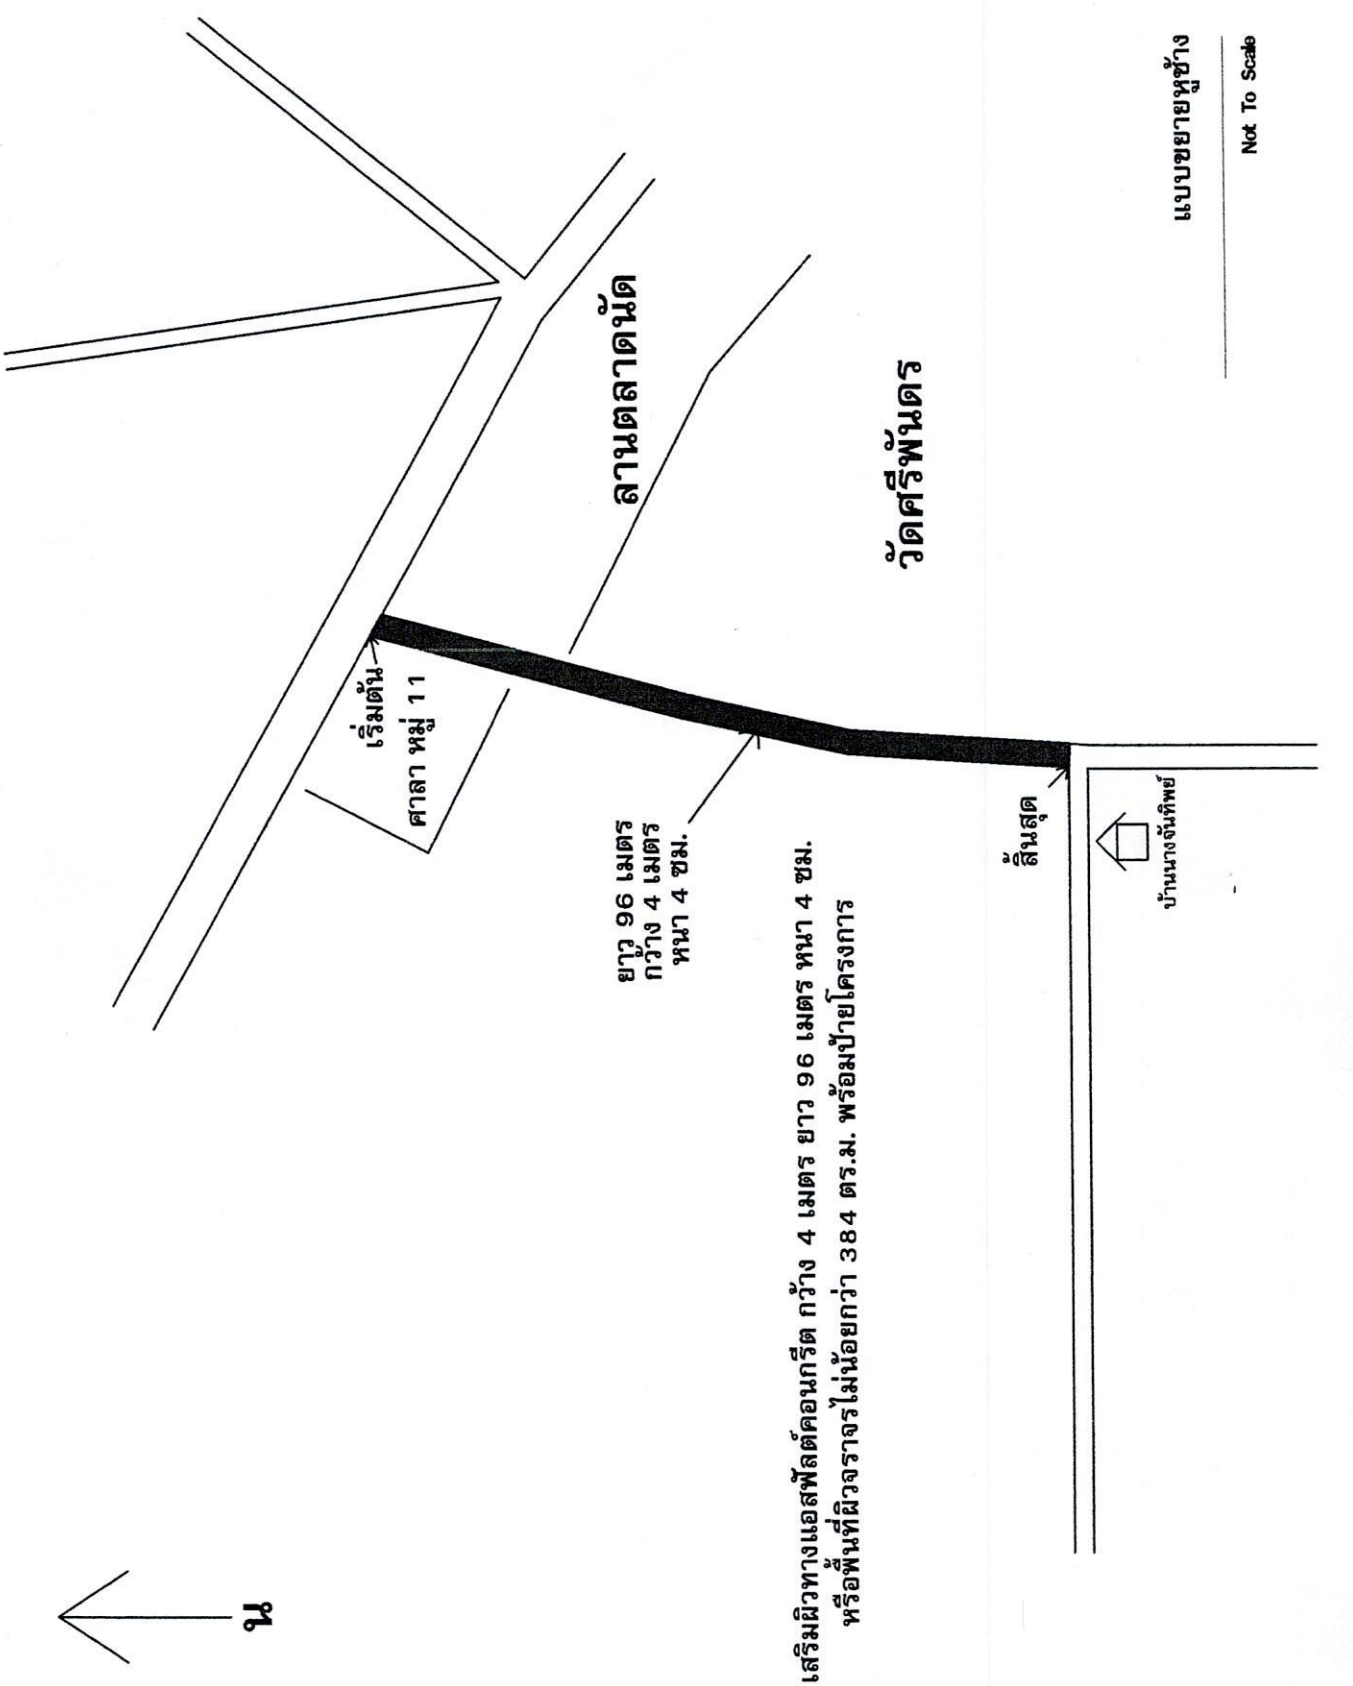 น
เริ่มต้น
ศาลา หมู่ 11
ลานตลาดนัด
ยาว 96 เมตร
กว้าง 4 เมตร
หนา 4 ซม.
วัดศรีพันดร
เสริมผิวทางแอสฟัลต์คอนกรีต กว้าง 4 เมตร ยาว 96 เมตร หนา 4 ซม.
หรือพื้นที่ผิวจราจรไม่น้อยกว่า 384 ตร.ม. พร้อมป้ายโครงการ
สิ้นสุด
บ้านนางจันทิพย์
แบบขยายหูช้าง
Not To Scale